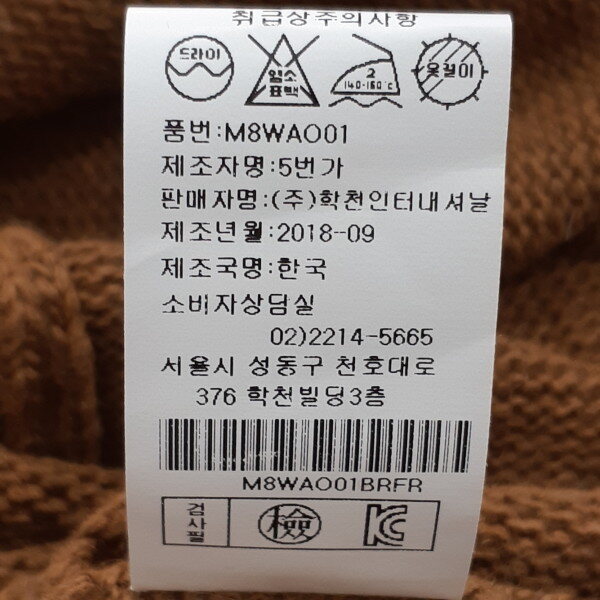 취급상주의사항
드라이
염소
표백
2
140-160℃
옷걸이
품번:M8WAO01
제조자명:5번가
판매자명:(주)학천인터내셔날
제조년월:2018-09
제조국명:한국
소비자상담실
02)2214-5665
서울시 성동구 천호대로
376 학천빌딩3층
M8WAO01BRFR
검사필
檢
KC